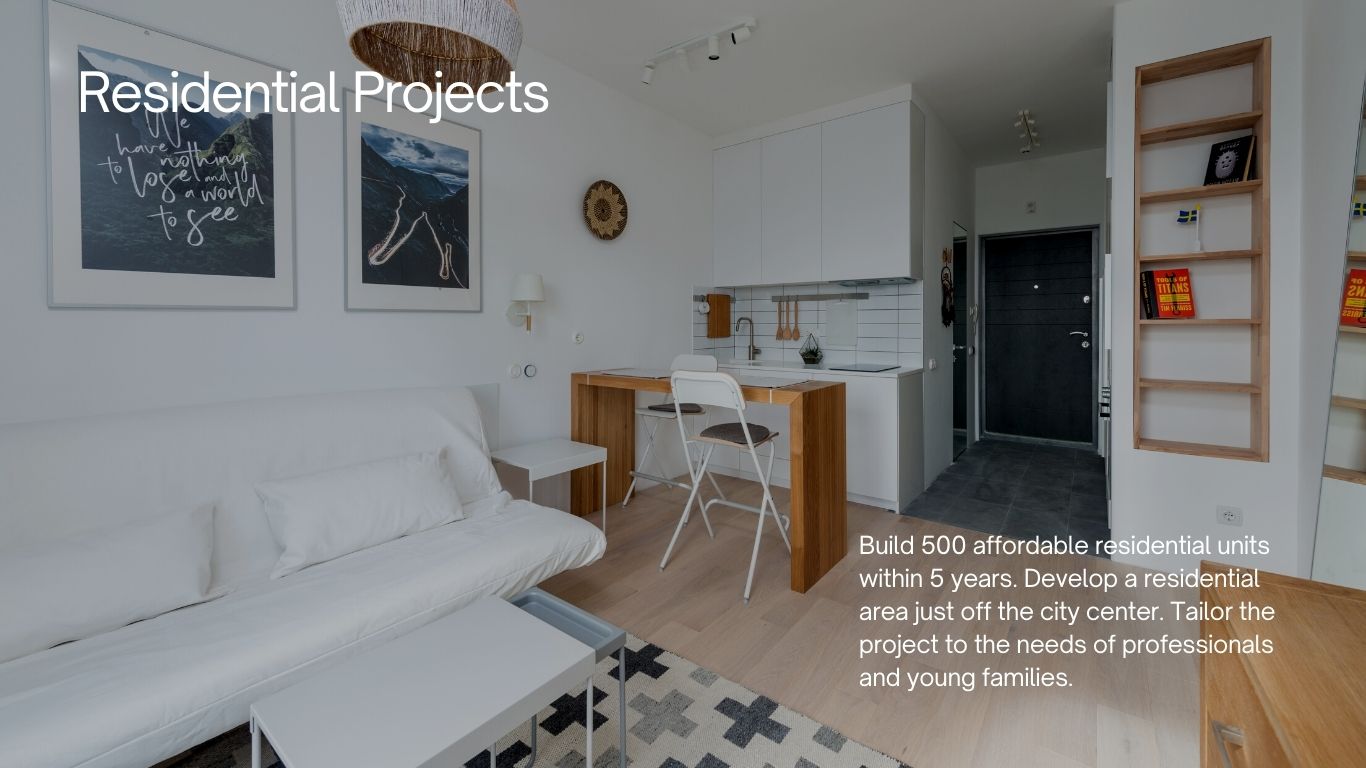 Residential Projects
We
have nothing
to lose and
a world
to see
TOOLS OF
TITANS
TIM FERRISS
Build 500 affordable residential units
within 5 years. Develop a residential
area just off the city center. Tailor the
project to the needs of professionals
and young families.